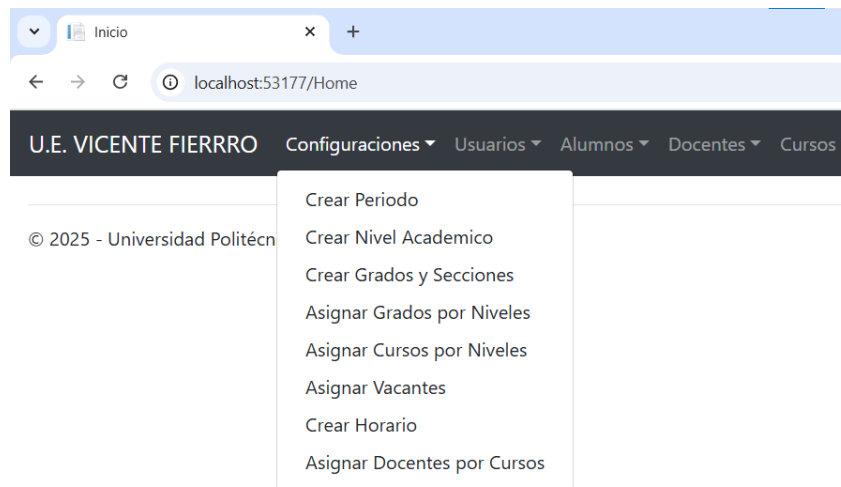 Inicio
localhost:53177/Home
U.E. VICENTE FIERRRO Configuraciones Usuarios Alumnos Docentes Cursos
Crear Periodo
Crear Nivel Academico
© 2025 - Universidad Politécn
Crear Grados y Secciones
Asignar Grados por Niveles
Asignar Cursos por Niveles
Asignar Vacantes
Crear Horario
Asignar Docentes por Cursos